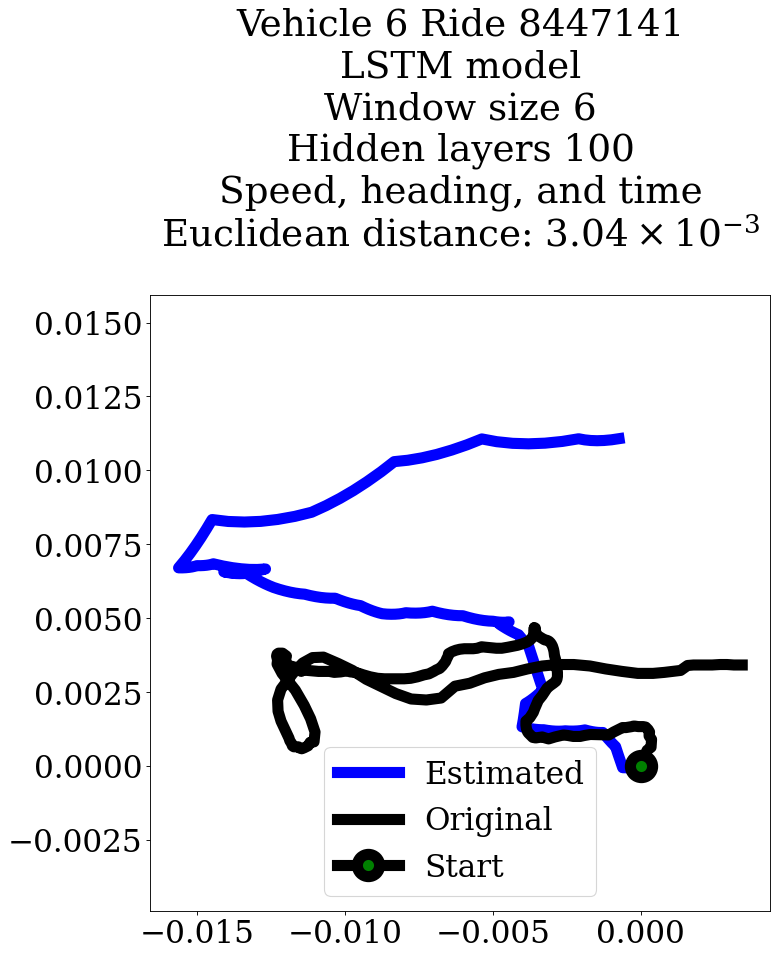 Vehicle 6 Ride 8447141
LSTM model
Window size 6
Hidden layers 100
Speed, heading, and time
Euclidean distance: 3.04 × 10⁻³
0.0150
0.0125
0.0100
0.0075
0.0050
0.0025
0.0000
−0.0025
Estimated
Original
Start
−0.015 −0.010 −0.005 0.000